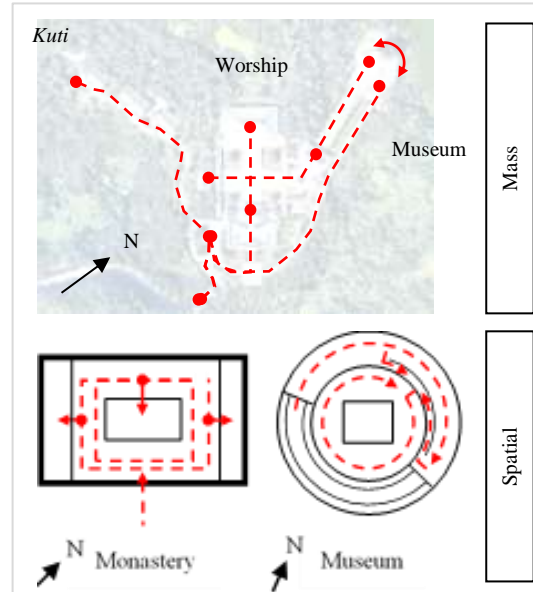 Kuti
Worship
Museum
N
Mass
N
Monastery
N
Museum
Spatial